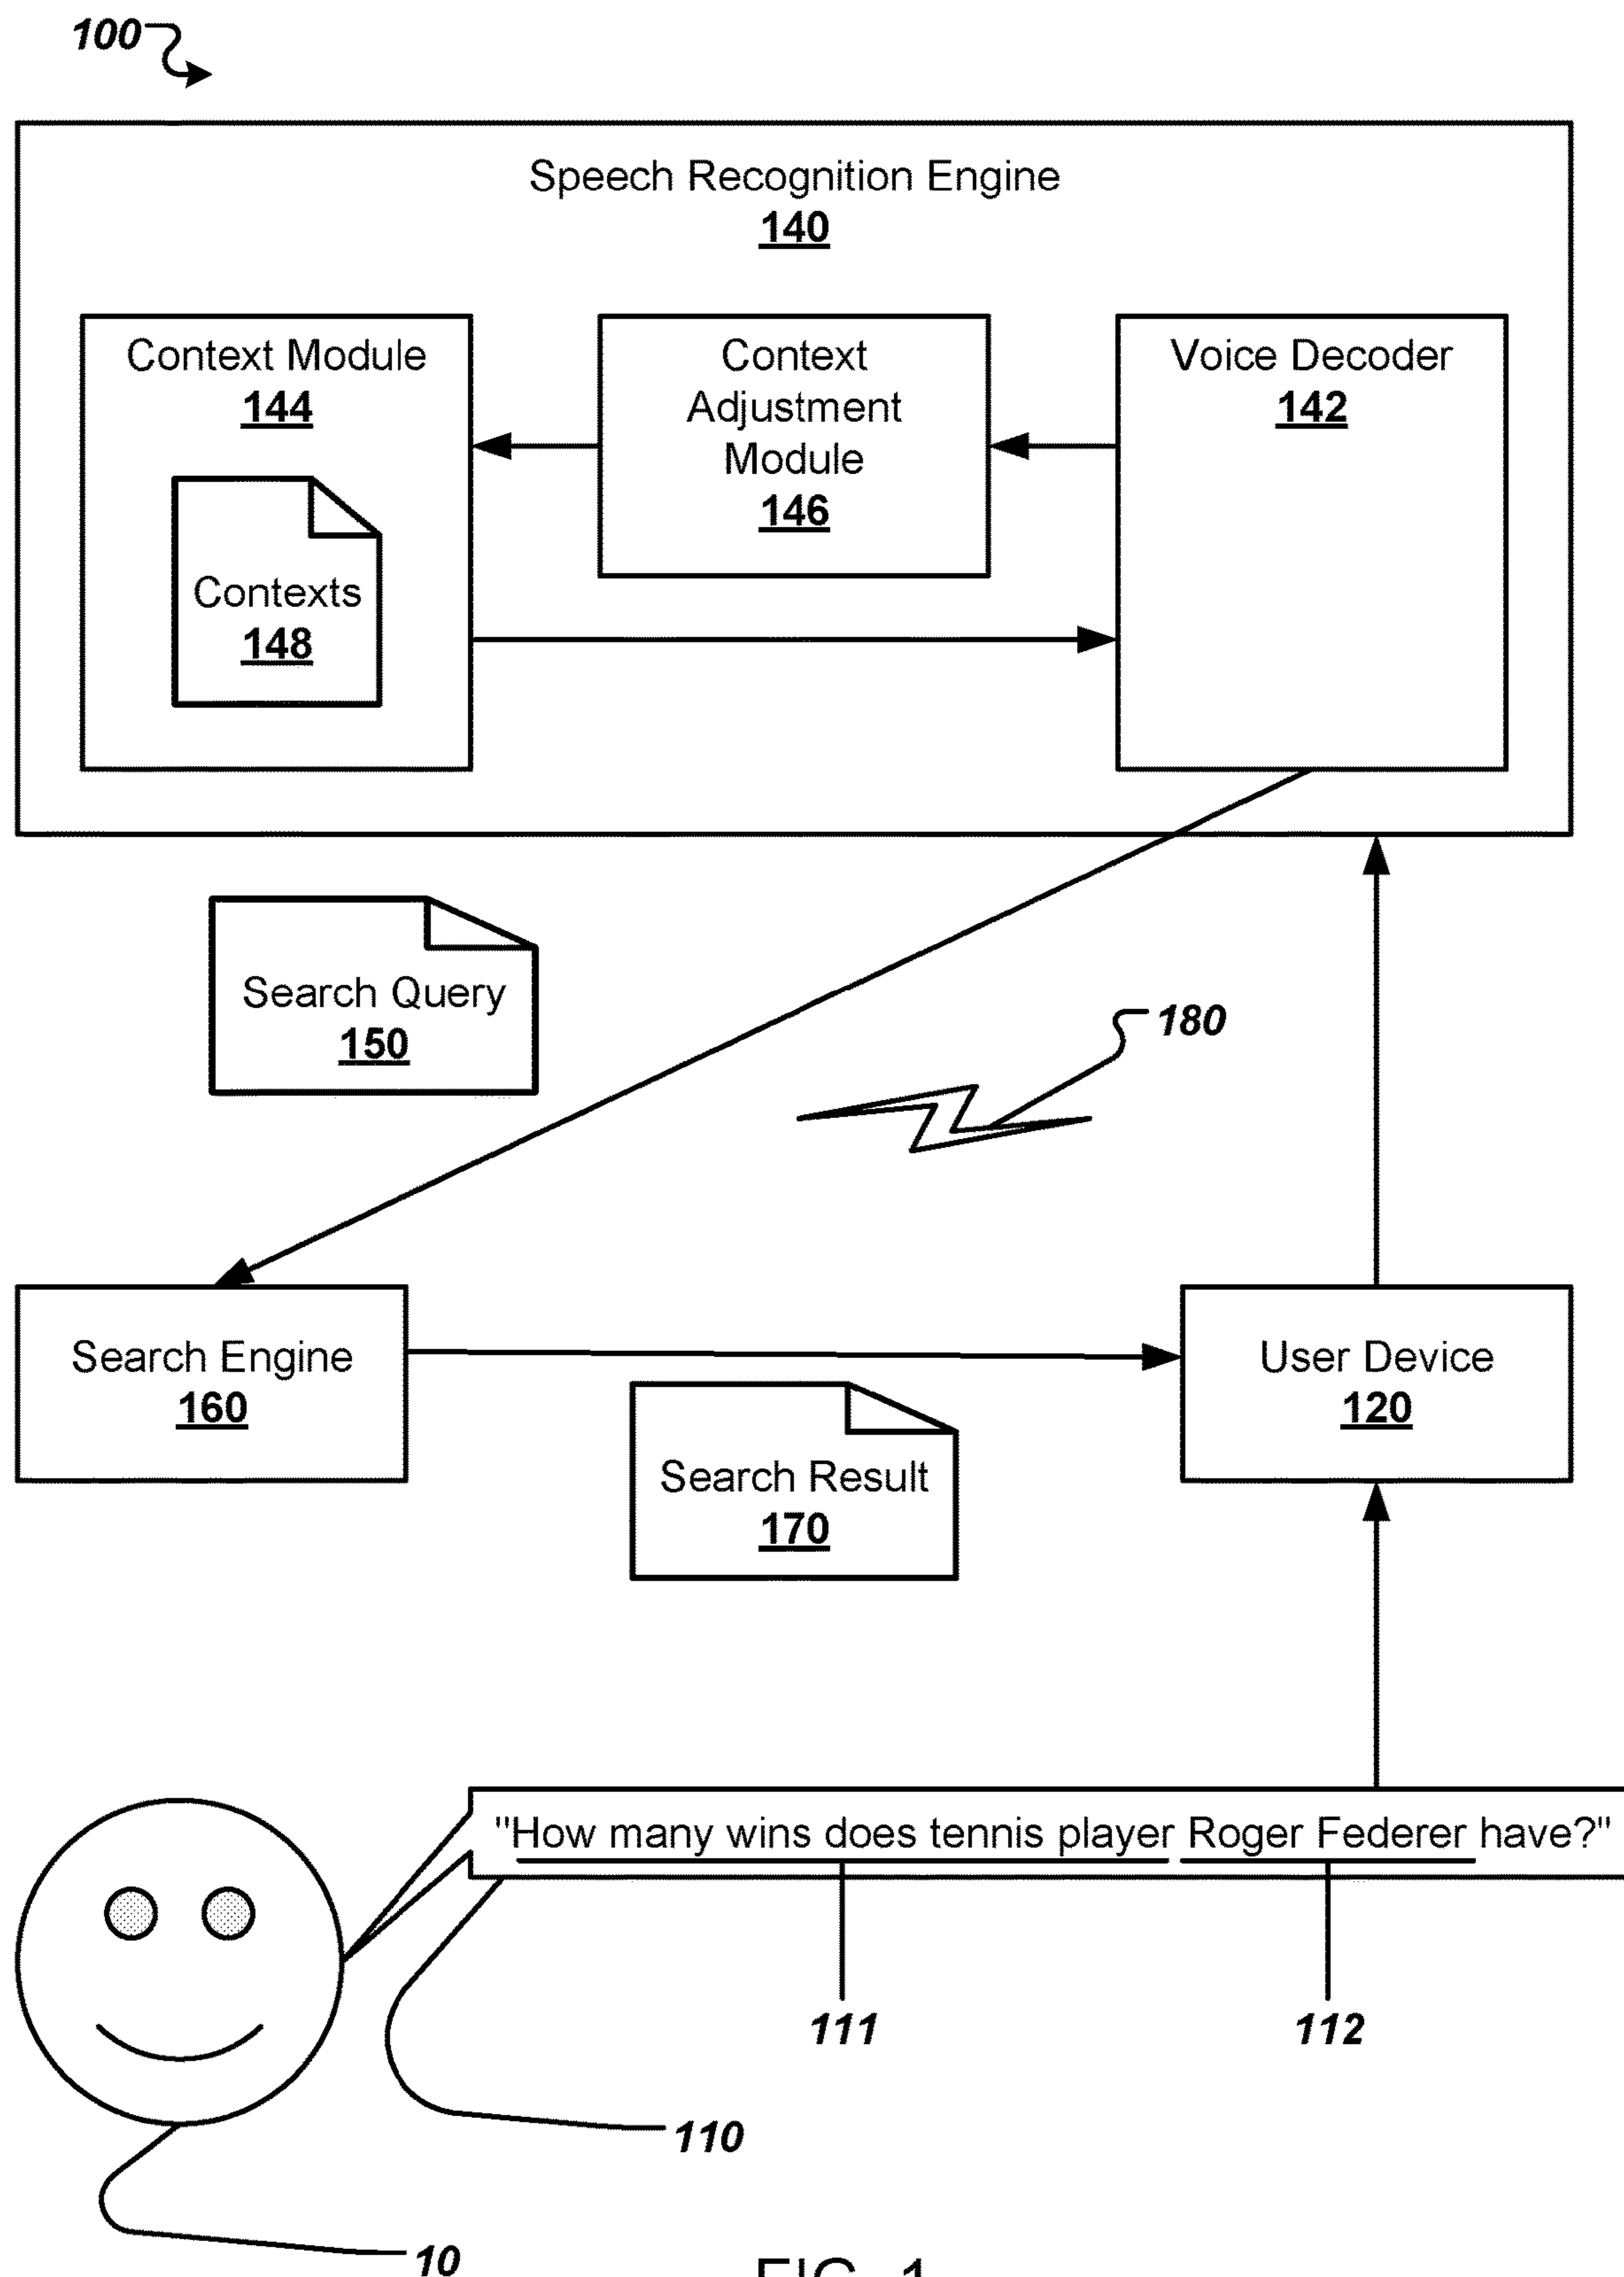 100
Speech Recognition Engine
140
Context Module
144
Contexts
148
Context
Adjustment
Module
146
Voice Decoder
142
Search Query
150
180
Search Engine
160
User Device
120
Search Result
170
"How many wins does tennis player Roger Federer have?"
111
112
110
10
FIG. 1